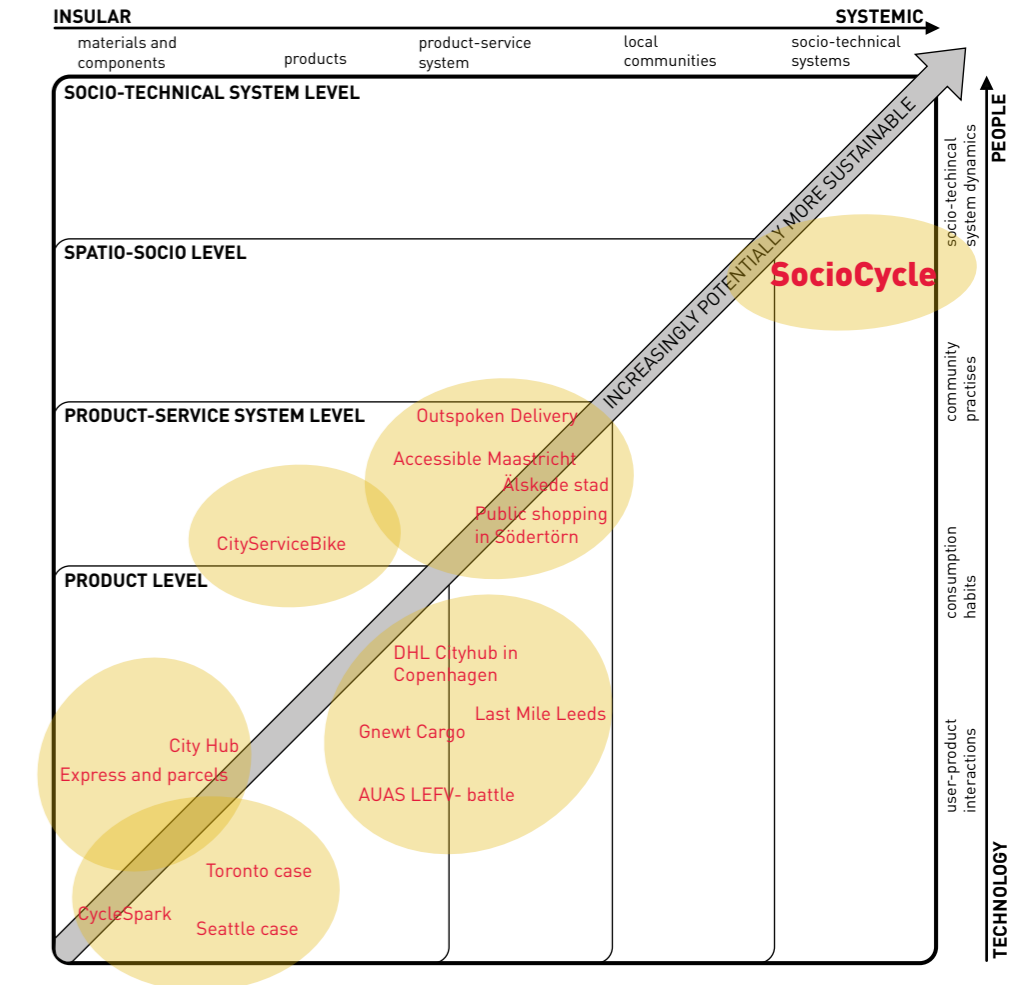 INSULAR
SYSTEMIC
materials and
components
products
product-service
system
local
communities
socio-technical
systems
SOCIO-TECHNICAL SYSTEM LEVEL
PEOPLE
socio-techincal
system dynamics
INCREASINGLY POTENTIALLY MORE SUSTAINABLE
SPATIO-SOCIO LEVEL
SocioCycle
community
practises
PRODUCT-SERVICE SYSTEM LEVEL
Outspoken Delivery
Accessible Maastricht
Älskede stad
Public shopping
in Södertörn
CityServiceBike
consumption
habits
PRODUCT LEVEL
DHL Cityhub in
Copenhagen
Last Mile Leeds
Gnewt Cargo
AUAS LEFV- battle
user-product
interactions
City Hub
Express and parcels
Toronto case
CycleSpark
Seattle case
TECHNOLOGY